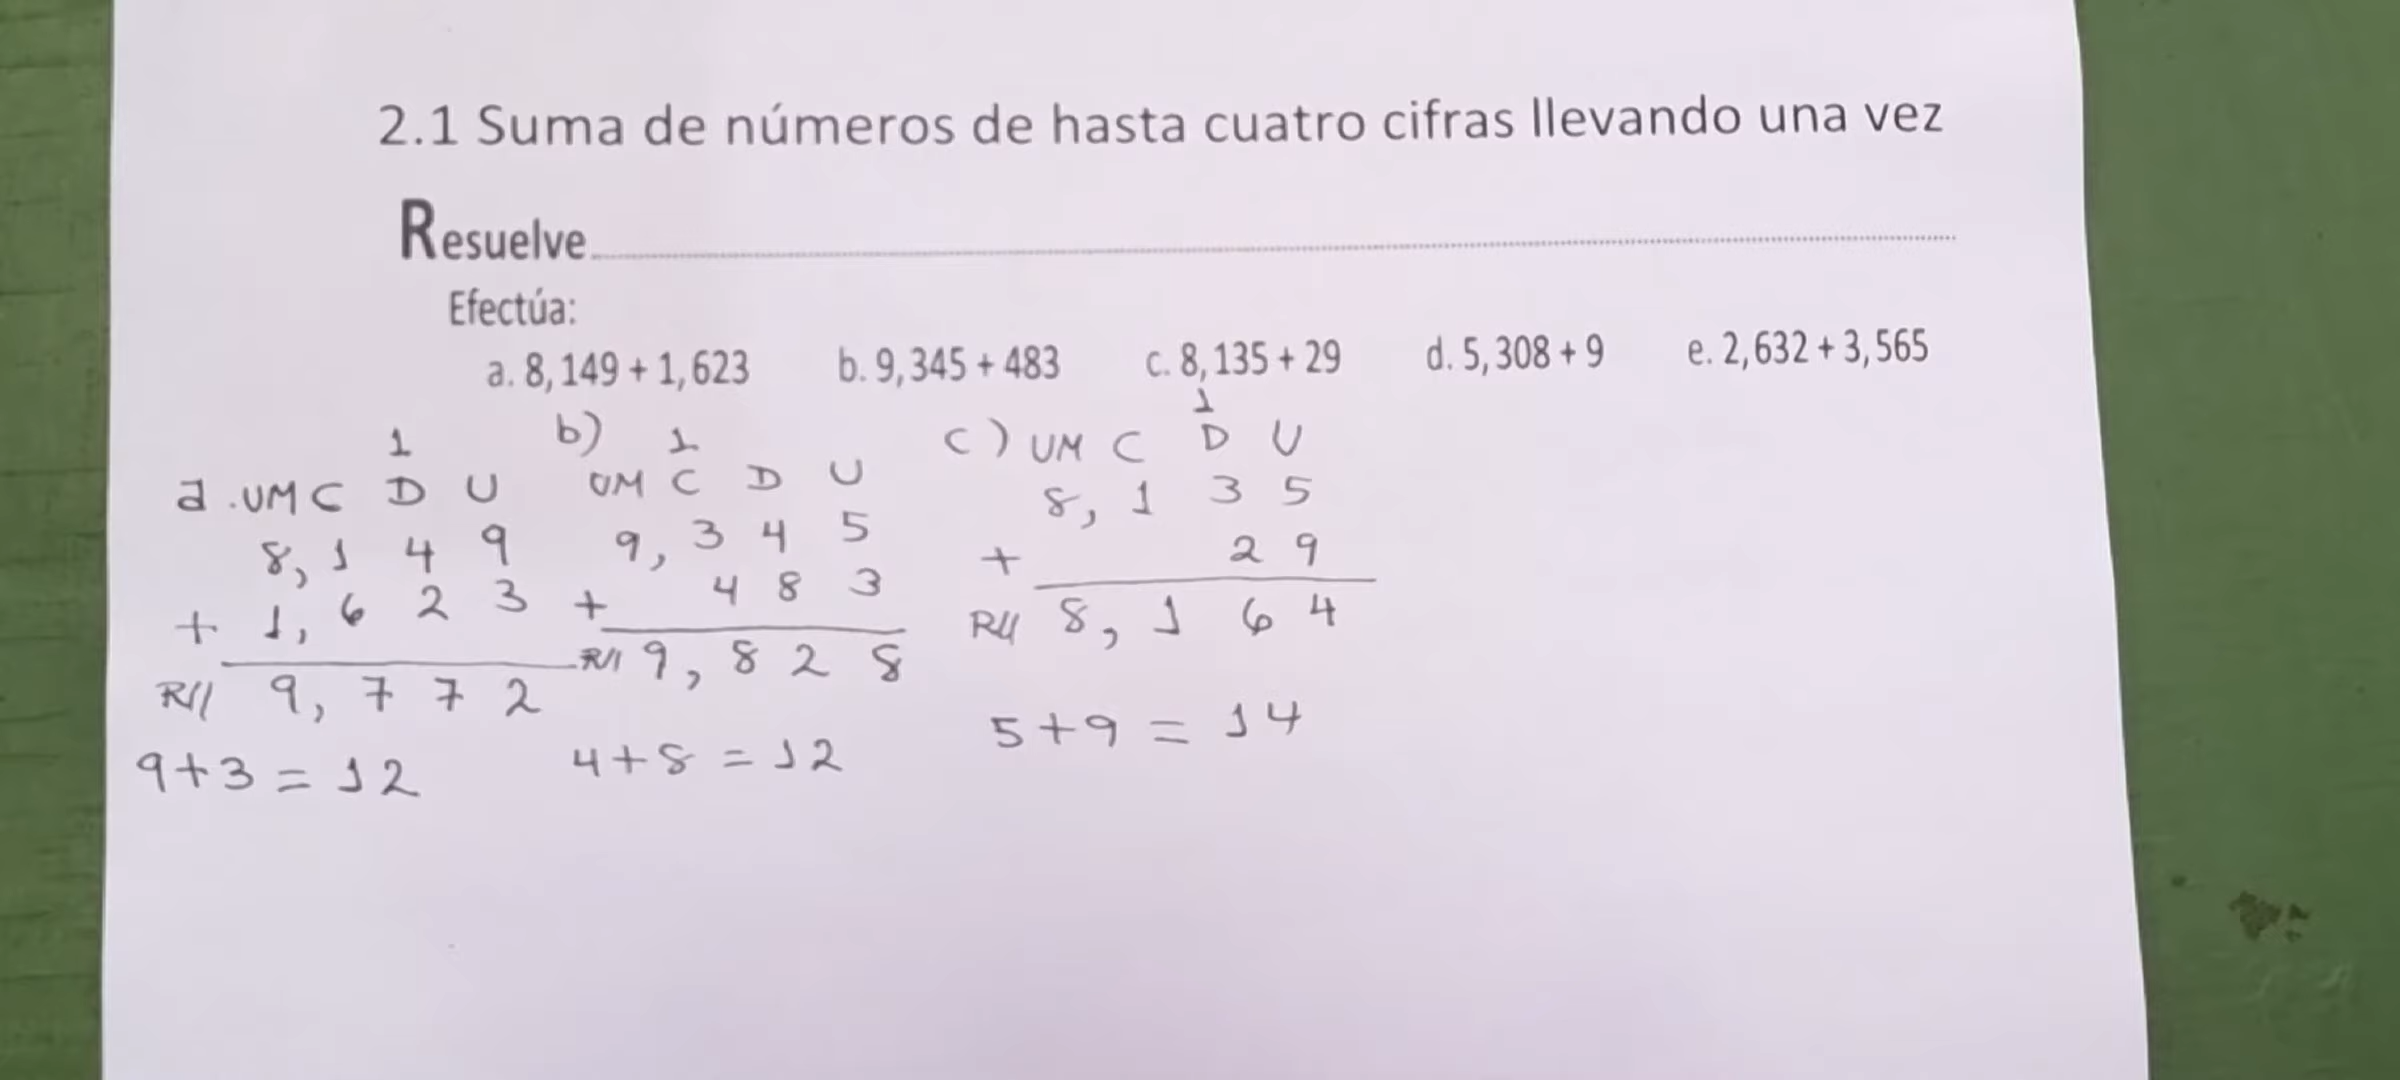 2.1 Suma de números de hasta cuatro cifras llevando una vez
Resuelve
Efectúa:
a. 8,149 + 1,623 b. 9,345 + 483 c. 8,135 + 29 d. 5,308 + 9 e. 2,632 + 3,565
1
a. UM C D U
8, 1 4 9
+ 1, 6 2 3
R// 9, 7 7 2
9+3 = 12
b) 1
UM C D U
9, 3 4 5
+ 4 8 3
R// 9, 8 2 8
4+8 = 12
1
c) UM C D U
8, 1 3 5
+ 2 9
R// 8, 1 6 4
5+9 = 14